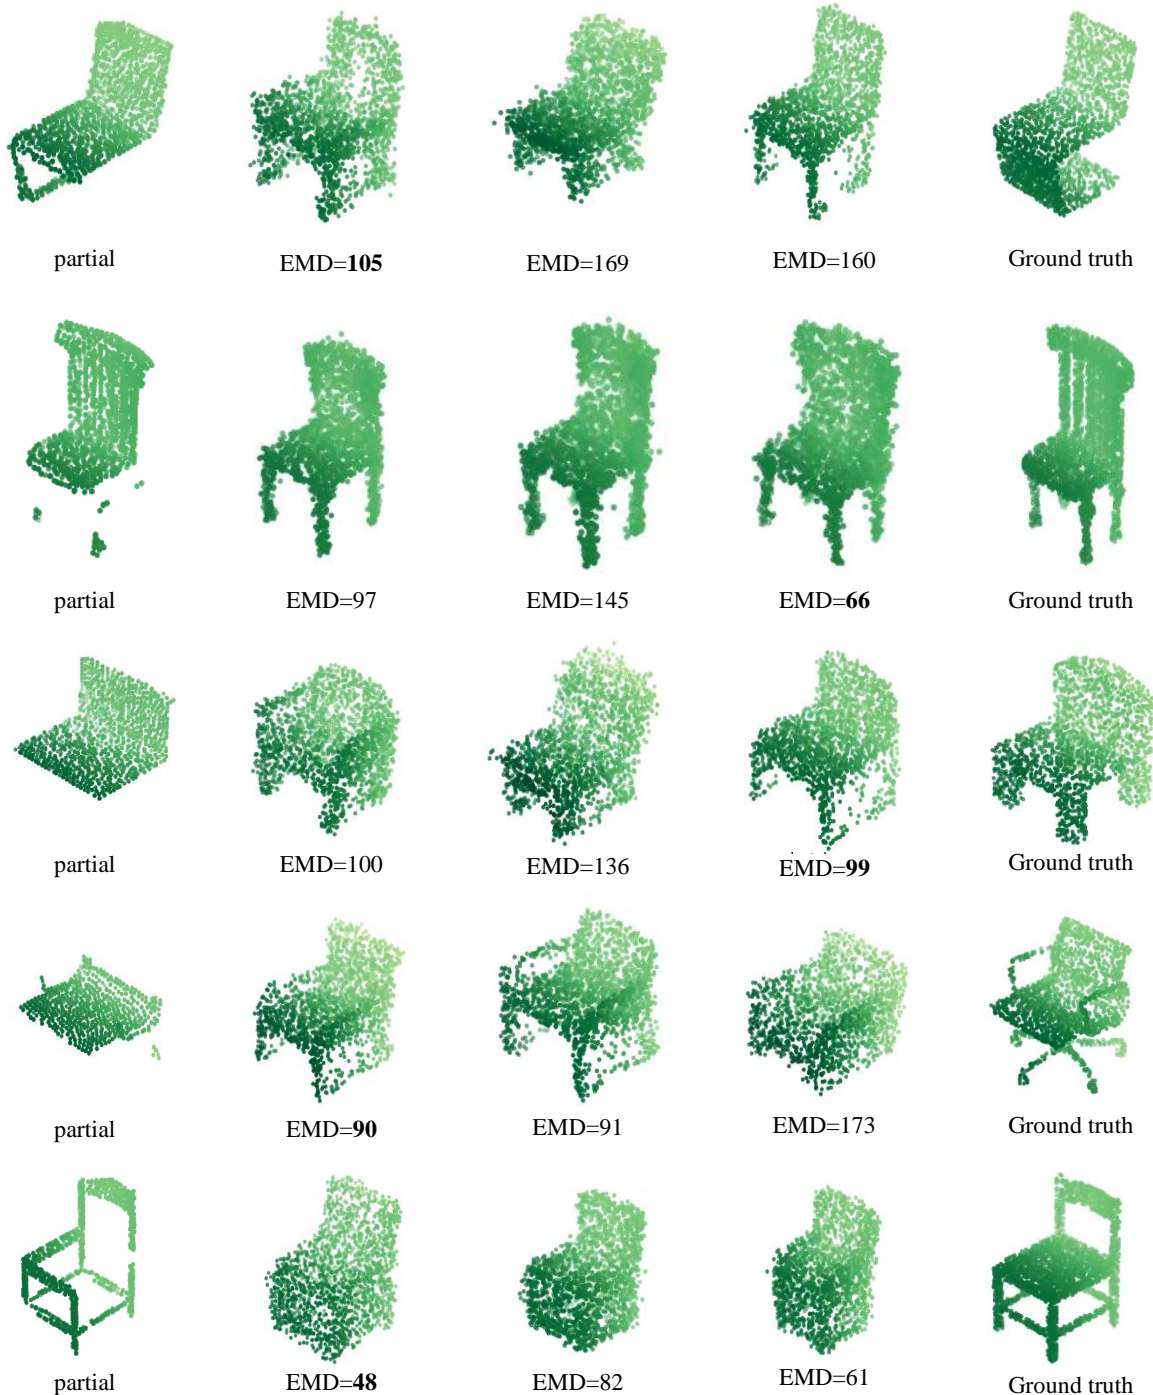 partial EMD=105 EMD=169 EMD=160 Ground truth
partial EMD=97 EMD=145 EMD=66 Ground truth
partial EMD=100 EMD=136 EMD=99 Ground truth
partial EMD=90 EMD=91 EMD=173 Ground truth
partial EMD=48 EMD=82 EMD=61 Ground truth